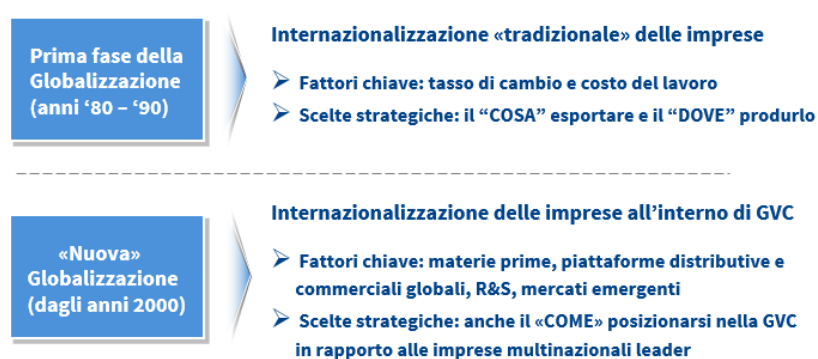 Prima fase della
Globalizzazione
(anni ‘80 – ‘90)
Internazionalizzazione «tradizionale» delle imprese
Fattori chiave: tasso di cambio e costo del lavoro
Scelte strategiche: il “COSA” esportare e il “DOVE” produrlo
«Nuova»
Globalizzazione
(dagli anni 2000)
Internazionalizzazione delle imprese all’interno di GVC
Fattori chiave: materie prime, piattaforme distributive e
commerciali globali, R&S, mercati emergenti
Scelte strategiche: anche il «COME» posizionarsi nella GVC
in rapporto alle imprese multinazionali leader